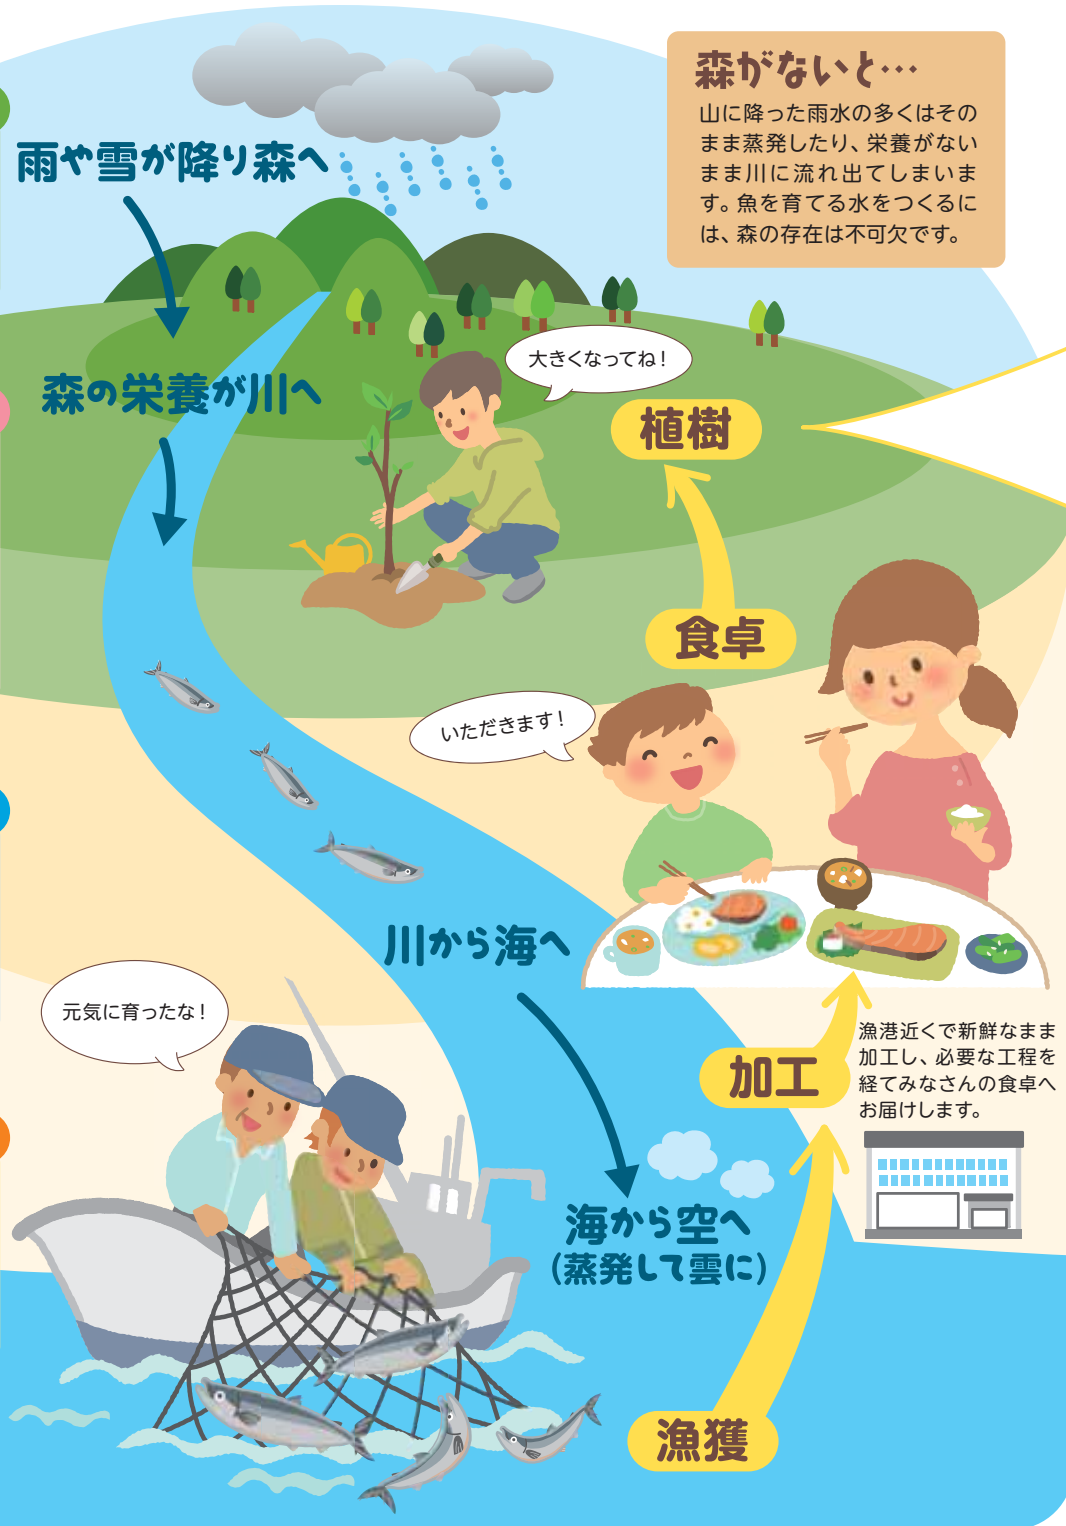 森がないと…
山に降った雨水の多くはその
まま蒸発したり、栄養がない
まま川に流れ出てしまいま
す。魚を育てる水をつくるに
は、森の存在は不可欠です。
雨や雪が降り森へ
森の栄養が川へ
大きくなってね！
植樹
食卓
いただきます！
川から海へ
元気に育ったな！
加工
漁港近くで新鮮なまま
加工し、必要な工程を
経てみなさんの食卓へ
お届けします。
海から空へ
(蒸発して雲に)
漁獲